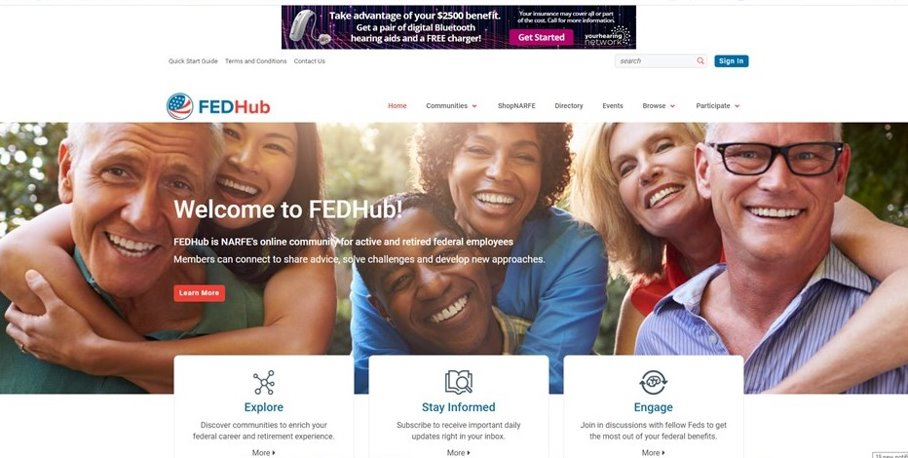 Take advantage of your $2500 benefit.
Get a pair of digital Bluetooth
hearing aids and a FREE charger!
Your insurance may cover all or part
of the cost. Call for more information.
Get Started
yourhearing
network
Quick Start Guide Terms and Conditions Contact Us
search
Sign In
FEDHub
Home Communities ShopNARFE Directory Events Browse Participate
Welcome to FEDHub!
FEDHub is NARFE's online community for active and retired federal employees
Members can connect to share advice, solve challenges and develop new approaches.
Learn More
Explore
Discover communities to enrich your
federal career and retirement experience.
More
Stay Informed
Subscribe to receive important daily
updates right in your inbox.
More
Engage
Join in discussions with fellow Feds to get
the most out of your federal benefits.
More